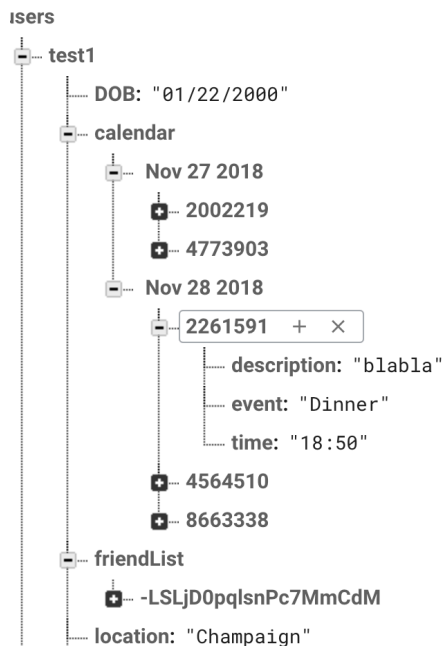 users
test1
DOB: "01/22/2000"
calendar
Nov 27 2018
2002219
4773903
Nov 28 2018
2261591 + ×
description: "blabla"
event: "Dinner"
time: "18:50"
4564510
8663338
friendList
-LSLjD0pqlsnPc7MmCdM
location: "Champaign"